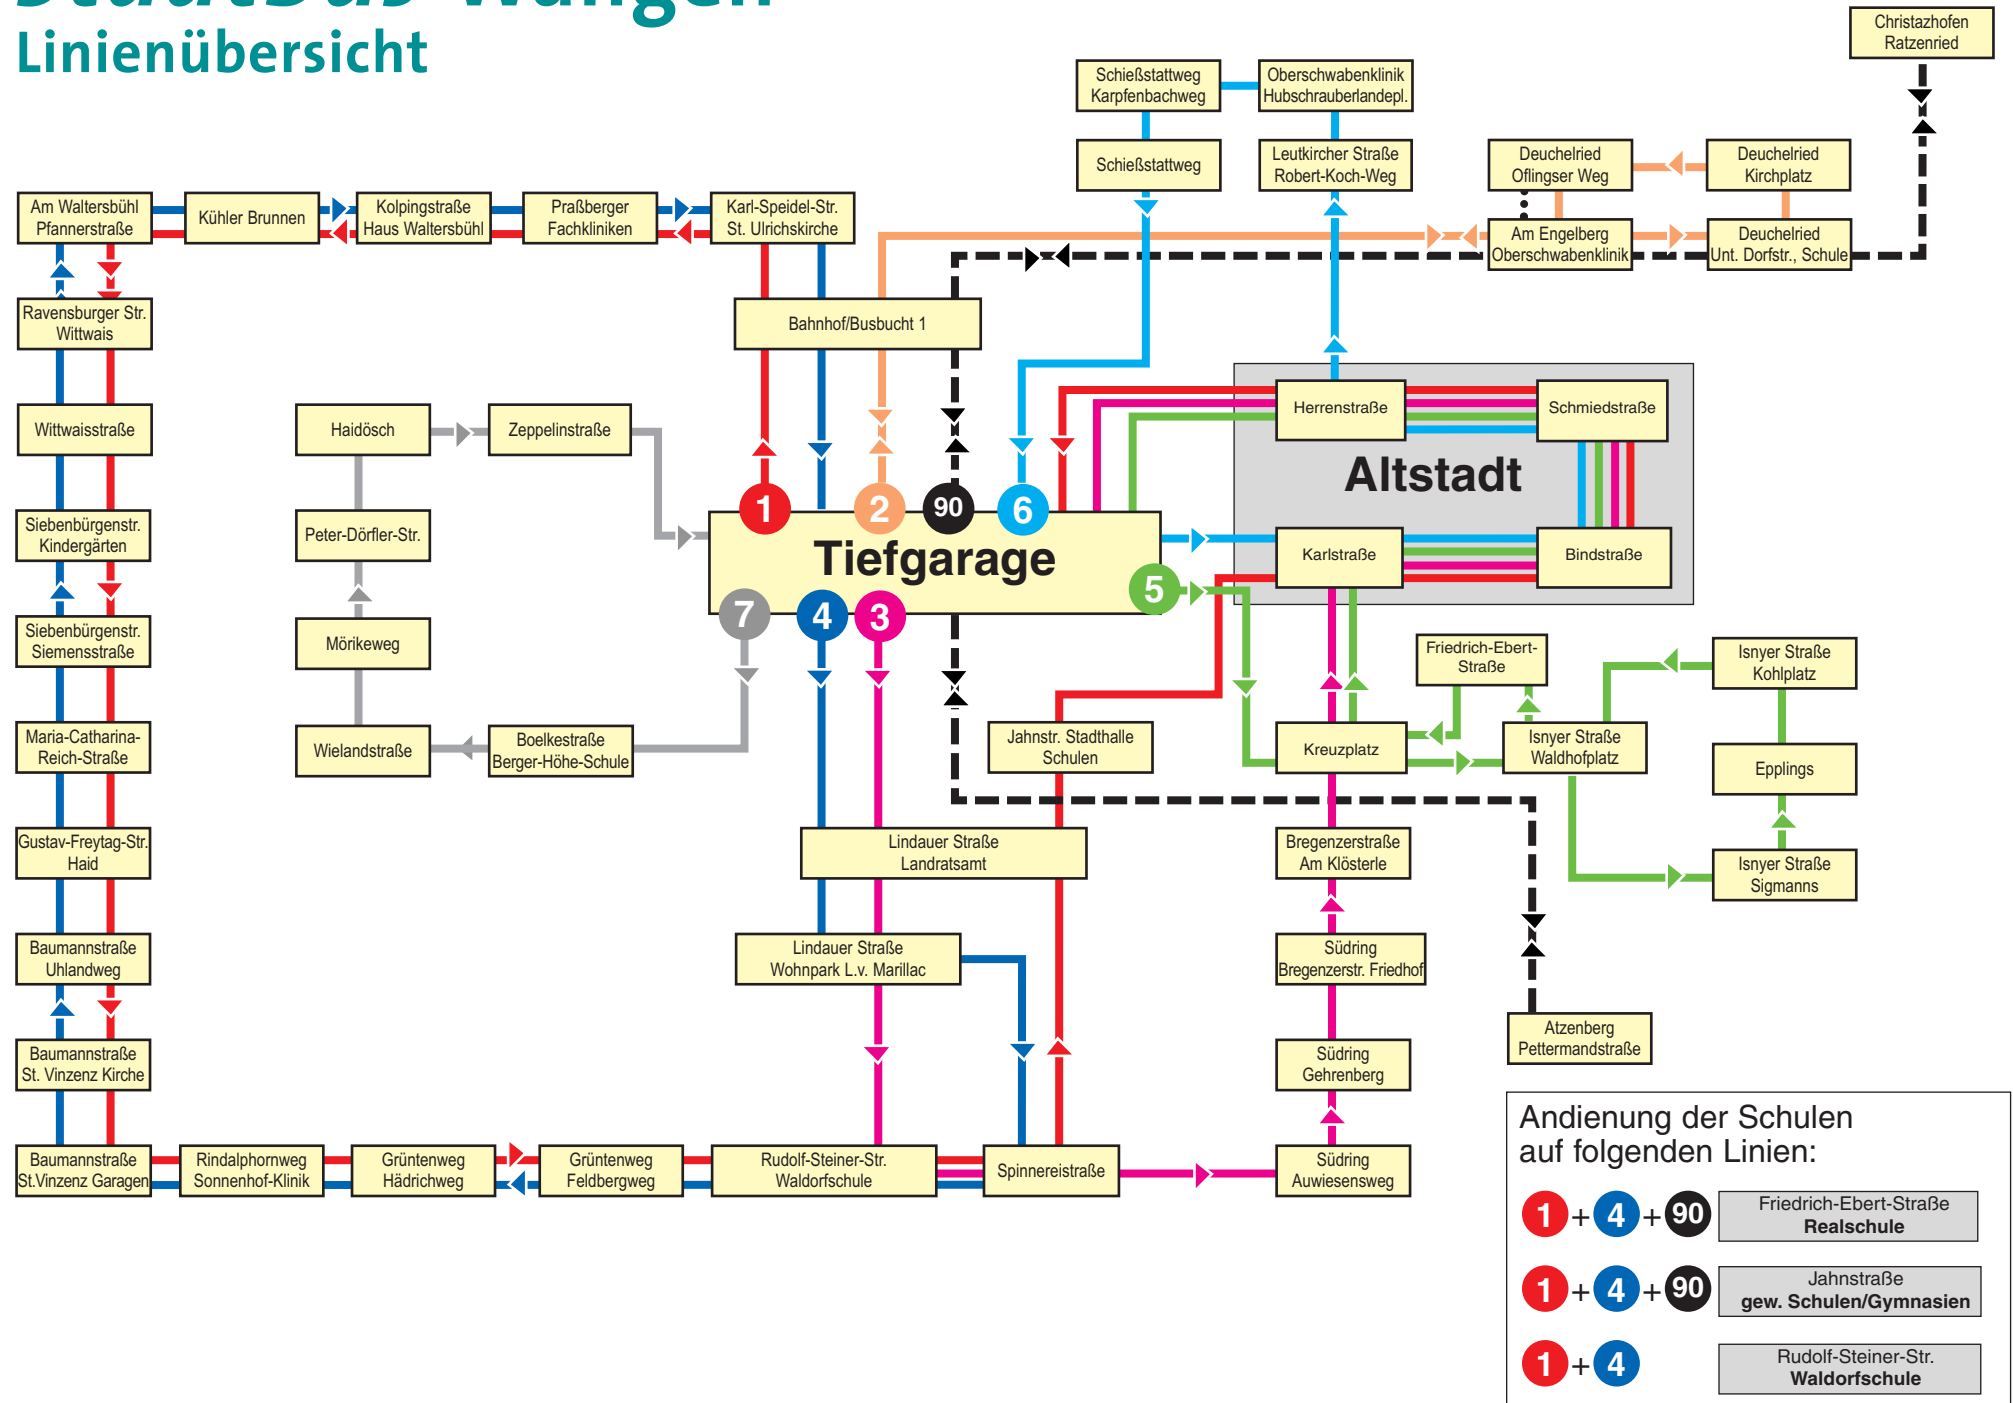 Linienübersicht
Christazhofen
Ratzenried
Schießstattweg
Karpfenbachweg
Oberschwabenklinik
Hubschrauberlandepl.
Schießstattweg
Leutkircher Straße
Robert-Koch-Weg
Deuchelried
Oflingser Weg
Deuchelried
Kirchplatz
Am Waltersbühl
Pfannerstraße
Kühler Brunnen
Kolpingstraße
Haus Waltersbühl
Praßberger
Fachkliniken
Karl-Speidel-Str.
St. Ulrichskirche
Am Engelberg
Oberschwabenklinik
Deuchelried
Unt. Dorfstr., Schule
Ravensburger Str.
Wittwais
Bahnhof/Busbucht 1
Wittwaisstraße
Haidösch
Zeppelinstraße
Herrenstraße
Schmiedstraße
Altstadt
Siebenbürgenstr.
Kindergärten
Peter-Dörfler-Str.
1
2
90
6
Tiefgarage
Karlstraße
Bindstraße
5
7
4
3
Siebenbürgenstr.
Siemensstraße
Mörikeweg
Friedrich-Ebert-
Straße
Isnyer Straße
Kohlplatz
Maria-Catharina-
Reich-Straße
Wielandstraße
Boelkestraße
Berger-Höhe-Schule
Jahnstr. Stadthalle
Schulen
Kreuzplatz
Isnyer Straße
Waldhofplatz
Epplings
Gustav-Freytag-Str.
Haid
Lindauer Straße
Landratsamt
Bregenzerstraße
Am Klösterle
Isnyer Straße
Sigmanns
Baumannstraße
Uhlandweg
Lindauer Straße
Wohnpark L.v. Marillac
Südring
Bregenzerstr. Friedhof
Baumannstraße
St. Vinzenz Kirche
Südring
Gehrenberg
Atzenberg
Pettermandstraße
Baumannstraße
St.Vinzenz Garagen
Rindalphornweg
Sonnenhof-Klinik
Grüntenweg
Hädrichweg
Grüntenweg
Feldbergweg
Rudolf-Steiner-Str.
Waldorfschule
Spinnereistraße
Südring
Auwiesensweg
Andienung der Schulen
auf folgenden Linien:
1 + 4 + 90
Friedrich-Ebert-Straße
Realschule
1 + 4 + 90
Jahnstraße
gew. Schulen/Gymnasien
1 + 4
Rudolf-Steiner-Str.
Waldorfschule